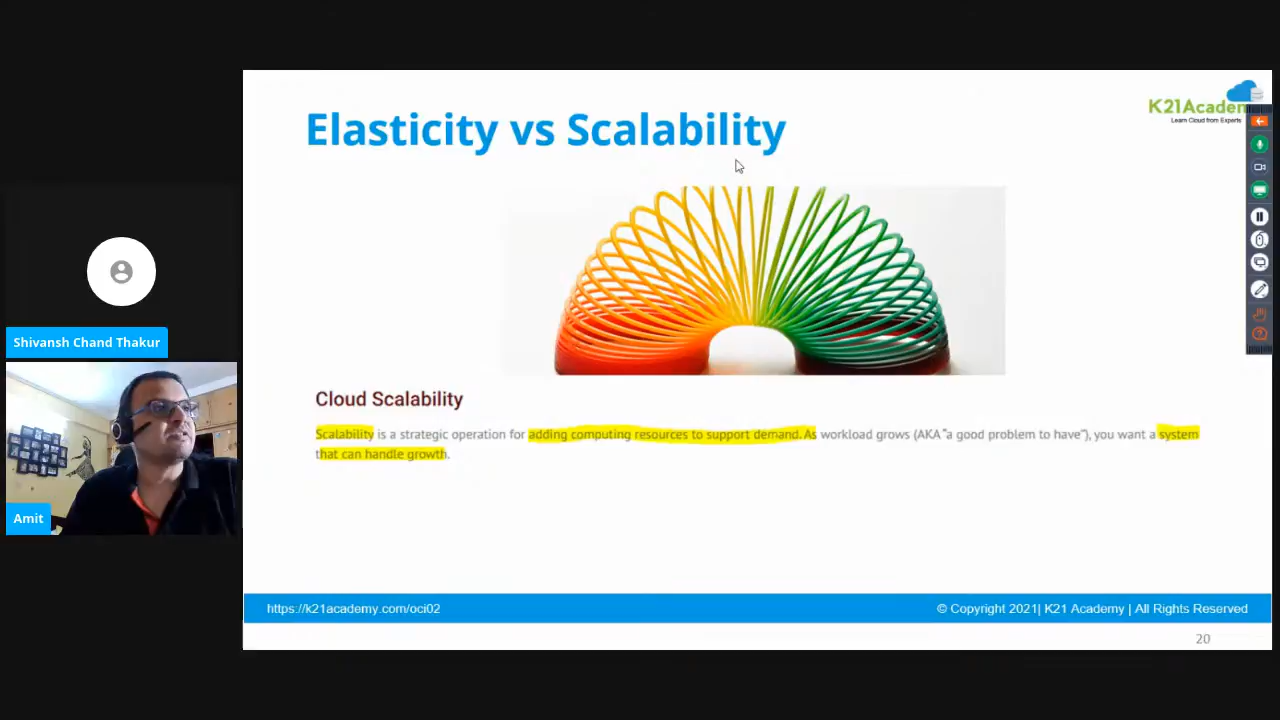 Elasticity vs Scalability
K21Academ
Learn Cloud from Experts
Shivansh Chand Thakur
Amit
Cloud Scalability
Scalability is a strategic operation for adding computing resources to support demand. As workload grows (AKA "a good problem to have"), you want a system
that can handle growth.
https://k21academy.com/oci02
© Copyright 2021| K21 Academy | All Rights Reserved
20